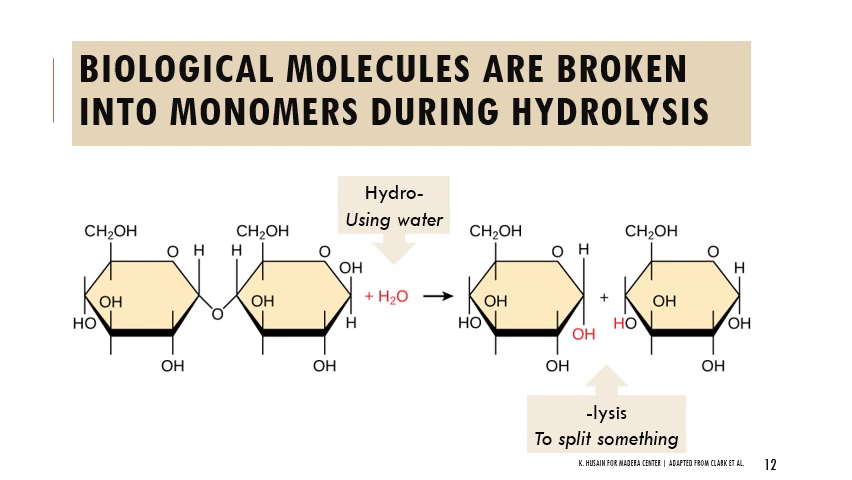 BIOLOGICAL MOLECULES ARE BROKEN
INTO MONOMERS DURING HYDROLYSIS
Hydro-
Using water
CH₂OH
O
H
H
CH₂OH
O
OH
OH
HO
OH
O
OH
H
OH
+ H₂O
CH₂OH
O
H
OH
HO
OH
OH
+
CH₂OH
O
H
OH
HO
OH
OH
-lysis
To split something
K. HUSAIN FOR MADERA CENTER | ADAPTED FROM CLARK ET AL.
12